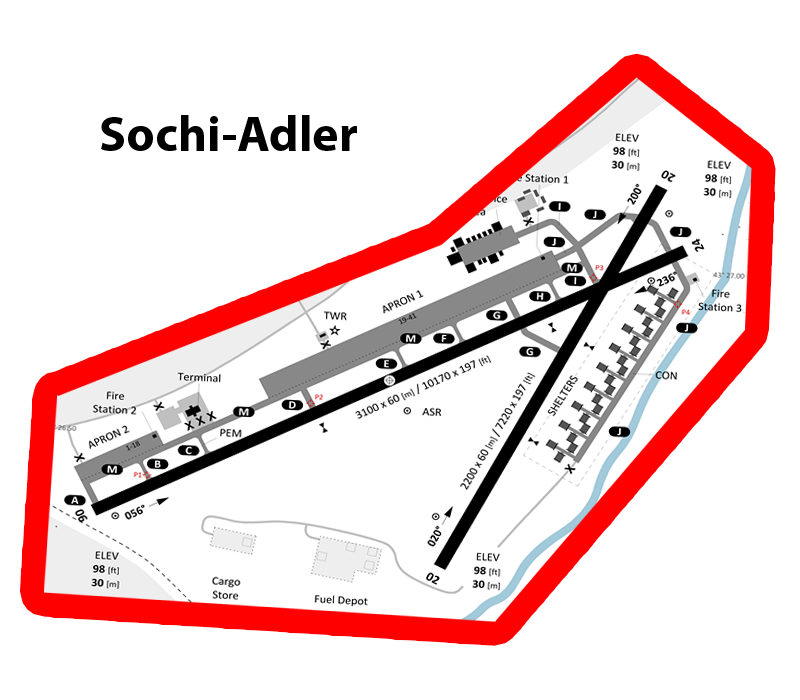 Sochi-Adler
ELEV
98 [ft]
30 [m]
ELEV
98 [ft]
30 [m]
20
200°
Station 1
I
J
J
J
24
M
I
P3
236°
43° 27.00
Fire
Station 3
P4
J
H
G
G
TWR
APRON 1
19-41
M
F
E
3100 x 60 [m] / 10170 x 197 [ft]
ASR
CON
SHELTERS
2200 x 60 [m] / 7220 x 197 [ft]
J
Terminal
Fire
Station 2
M
D
P2
PEM
APRON 2
1-18
C
B
M
P1
A
06
056°
020°
02
ELEV
98 [ft]
30 [m]
ELEV
98 [ft]
30 [m]
Cargo
Store
Fuel Depot